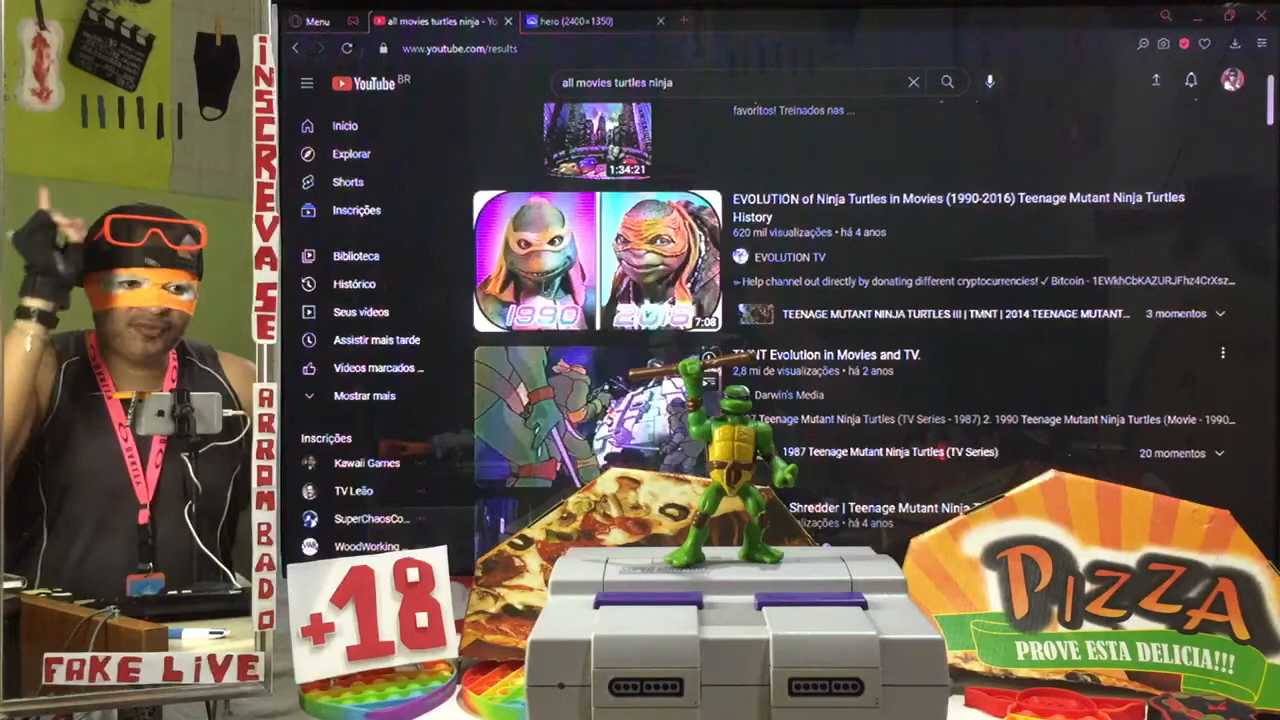 Menu
all movies turtles ninja - Yo
hero (2400×1350)
www.youtube.com/results
YouTube BR
all movies turtles ninja
Início
Explorar
Shorts
Inscrições
Biblioteca
Histórico
Seus vídeos
Assistir mais tarde
Vídeos marcados ...
Mostrar mais
Inscrições
Kawaii Games
TV Leão
SuperChaosCo...
WoodWorking
favoritos! Treinados nas ...
1:34:21
EVOLUTION of Ninja Turtles in Movies (1990-2016) Teenage Mutant Ninja Turtles
History
620 mil visualizações • há 4 anos
EVOLUTION TV
Help channel out directly by donating different cryptocurrencies! ✓ Bitcoin -
TEENAGE MUTANT NINJA TURTLES III | TMNT | 2014 TEENAGE MUTANT...
3 momentos
1990
2016
7:08
Evolution in Movies and TV.
2,8 mi de visualizações • há 2 anos
Darwin's Media
Teenage Mutant Ninja Turtles (TV Series - 1987) 2. 1990 Teenage Mutant Ninja Turtles (Movie - 1990...
1987 Teenage Mutant Ninja Turtles (TV Series)
20 momentos
Shredder | Teenage Mutant Ninja
há 4 anos
INSCREVA SE
ARROMBADO
FAKE LIVE
+18
PIZZA
PROVE ESTA DELICIA!!!